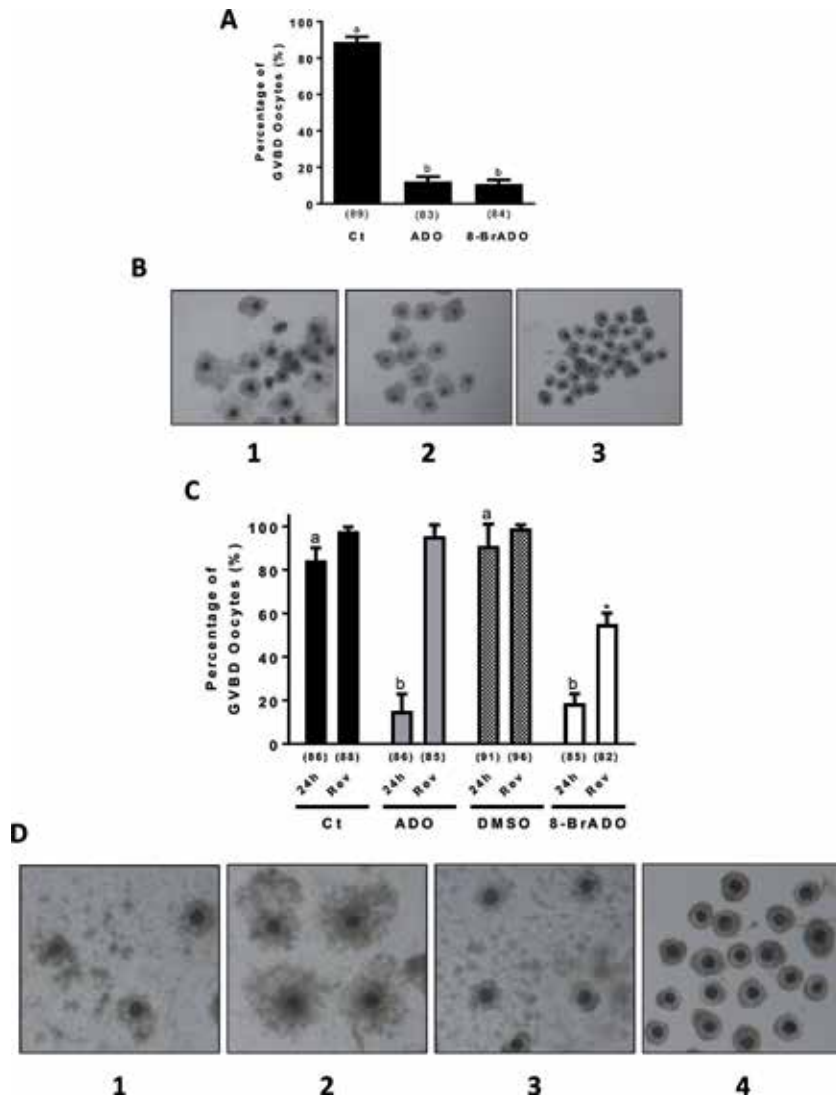 A
Percentage of
GVBD Oocytes (%)
100
80
60
40
20
0
a
b
b
(89)
(83)
(84)
Ct
ADO
8-BrADO
B
1
2
3
C
Percentage of
GVBD Oocytes (%)
100
80
60
40
20
0
a
b
a
b
*
(86)
(88)
(86)
(85)
(91)
(96)
(85)
(82)
24h
Rev
24h
Rev
24h
Rev
24h
Rev
Ct
ADO
DMSO
8-BrADO
D
1
2
3
4